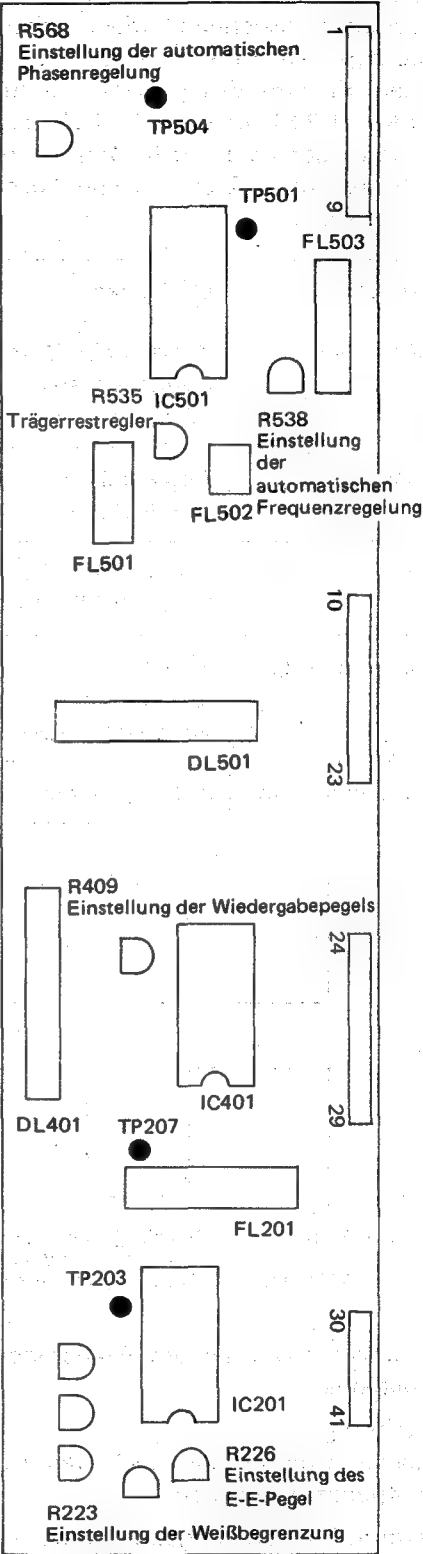 R568
Einstellung der automatischen
Phasenregelung
1
TP504
TP501
9
FL503
R535
IC501
Trägerrestregler
R538
Einstellung
der
automatischen
Frequenzregelung
FL502
FL501
10
DL501
23
R409
Einstellung der Wiedergabepegels
24
IC401
29
DL401
TP207
FL201
TP203
30
IC201
41
R226
Einstellung des
E-E-Pegel
R223
Einstellung der Weißbegrenzung